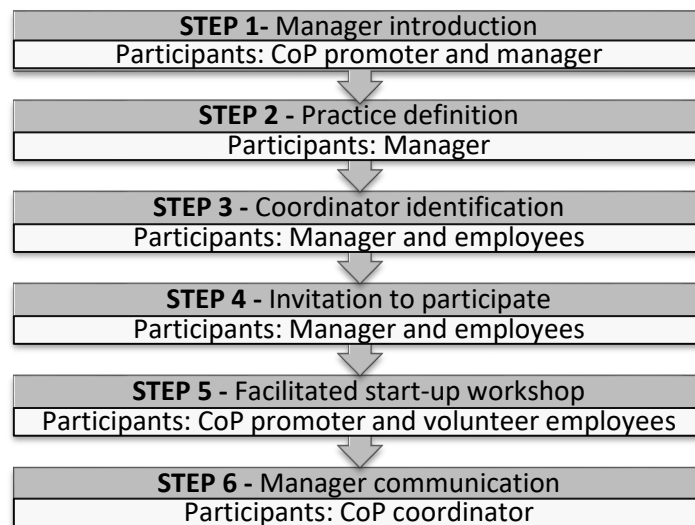 STEP 1- Manager introduction
Participants: CoP promoter and manager
STEP 2 - Practice definition
Participants: Manager
STEP 3 - Coordinator identification
Participants: Manager and employees
STEP 4 - Invitation to participate
Participants: Manager and employees
STEP 5 - Facilitated start-up workshop
Participants: CoP promoter and volunteer employees
STEP 6 - Manager communication
Participants: CoP coordinator